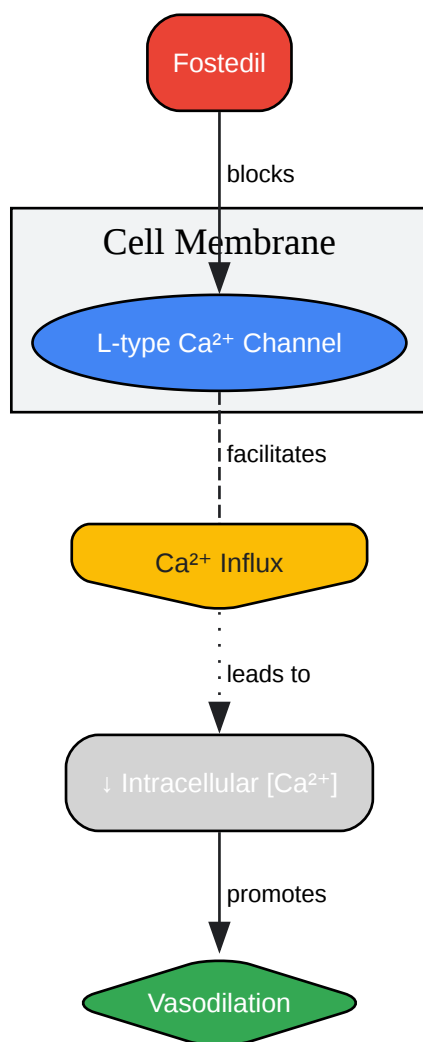 Fostedil
blocks
Cell Membrane
L-type Ca²⁺ Channel
facilitates
Ca²⁺ Influx
leads to
↓ Intracellular [Ca²⁺]
promotes
Vasodilation